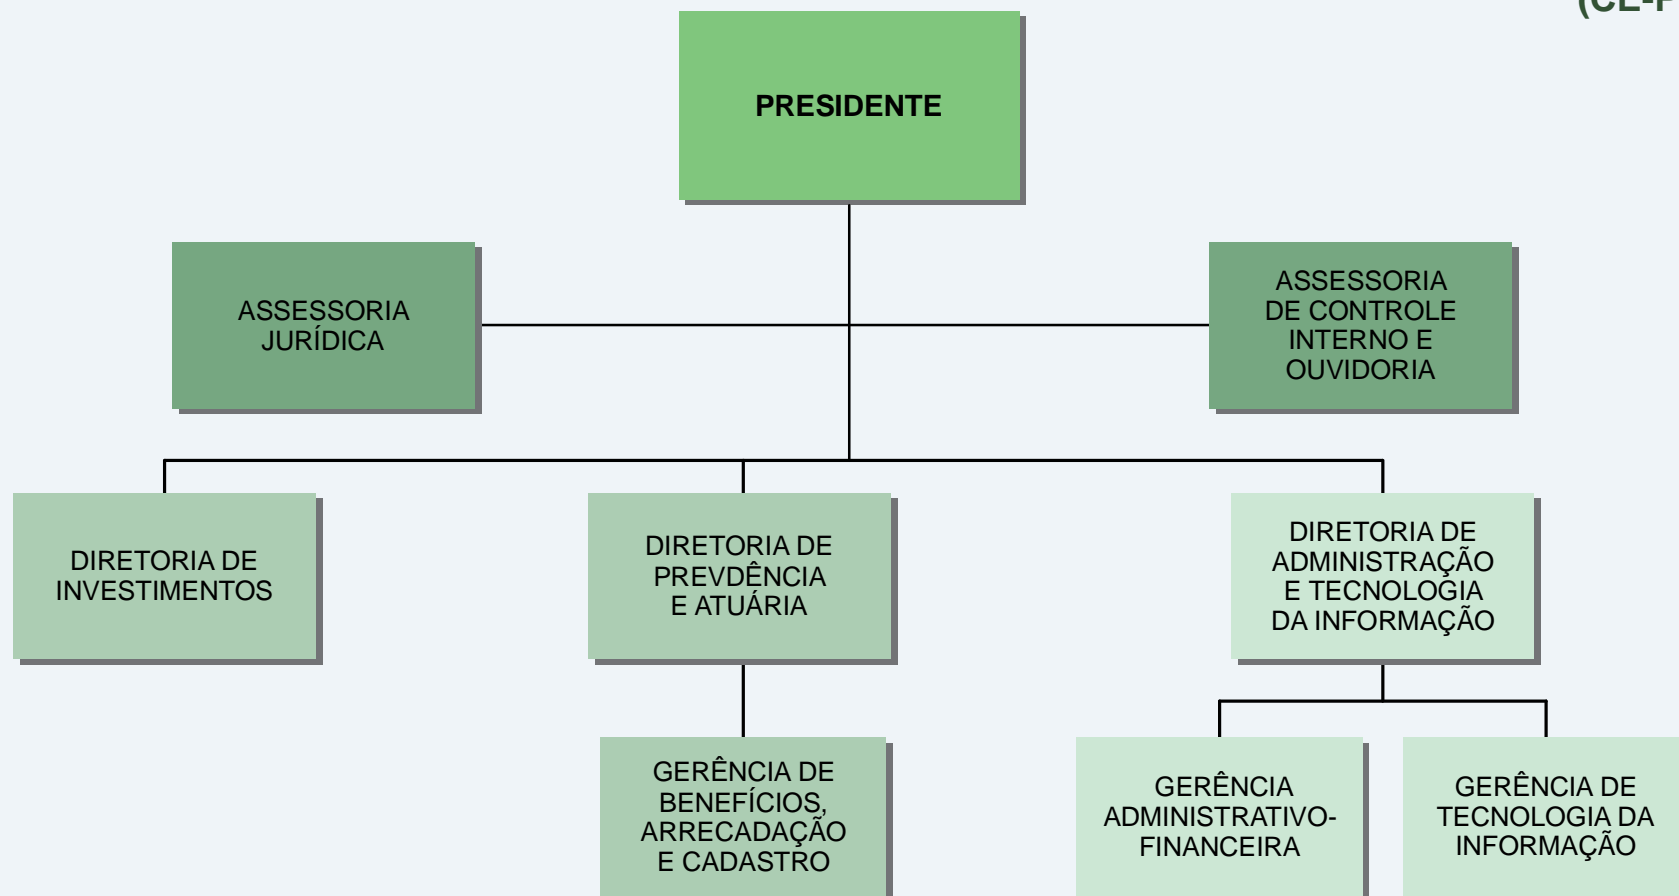 (CE-P
PRESIDENTE
ASSESSORIA
JURÍDICA
ASSESSORIA
DE CONTROLE
INTERNO E
OUVIDORIA
DIRETORIA DE
INVESTIMENTOS
DIRETORIA DE
PREVDÊNCIA
E ATUÁRIA
DIRETORIA DE
ADMINISTRAÇÃO
E TECNOLOGIA
DA INFORMAÇÃO
GERÊNCIA DE
BENEFÍCIOS,
ARRECADAÇÃO
E CADASTRO
GERÊNCIA
ADMINISTRATIVO-
FINANCEIRA
GERÊNCIA DE
TECNOLOGIA DA
INFORMAÇÃO